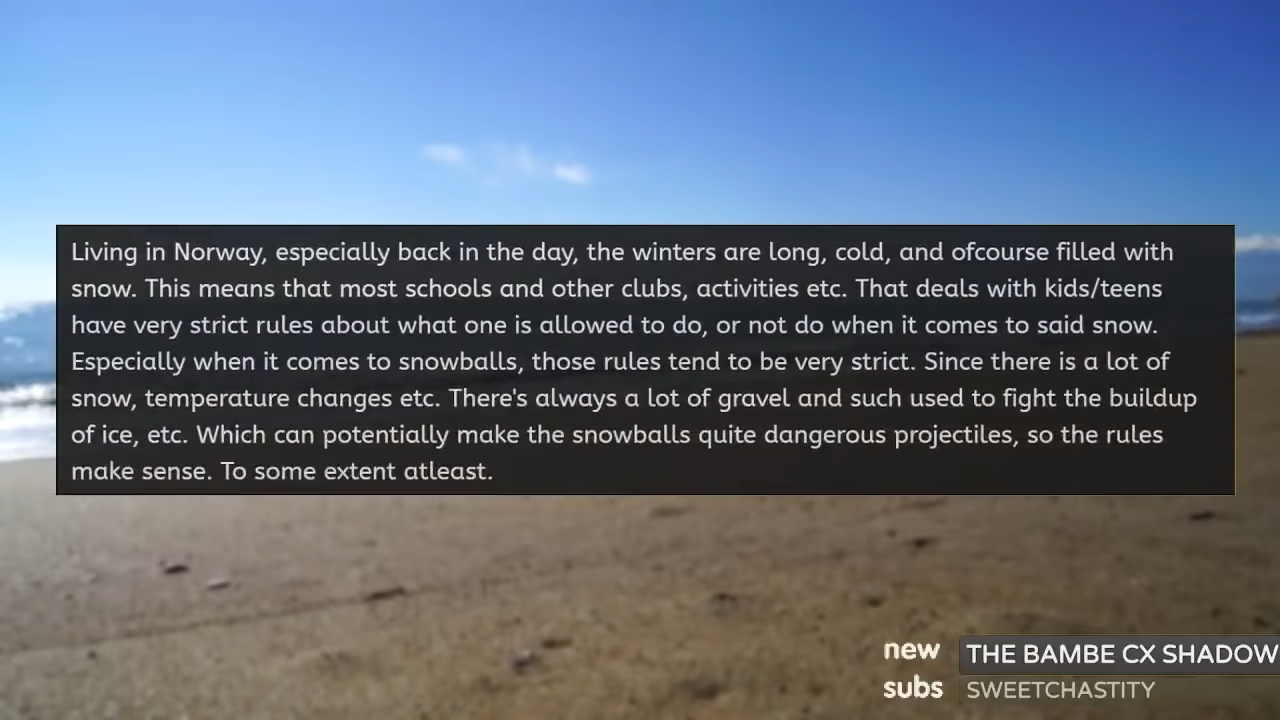 Living in Norway, especially back in the day, the winters are long, cold, and ofcourse filled with
snow. This means that most schools and other clubs, activities etc. That deals with kids/teens
have very strict rules about what one is allowed to do, or not do when it comes to said snow.
Especially when it comes to snowballs, those rules tend to be very strict. Since there is a lot of
snow, temperature changes etc. There's always a lot of gravel and such used to fight the buildup
of ice, etc. Which can potentially make the snowballs quite dangerous projectiles, so the rules
make sense. To some extent atleast.
new THE BAMBE CX SHADOW
subs SWEETCHASTITY